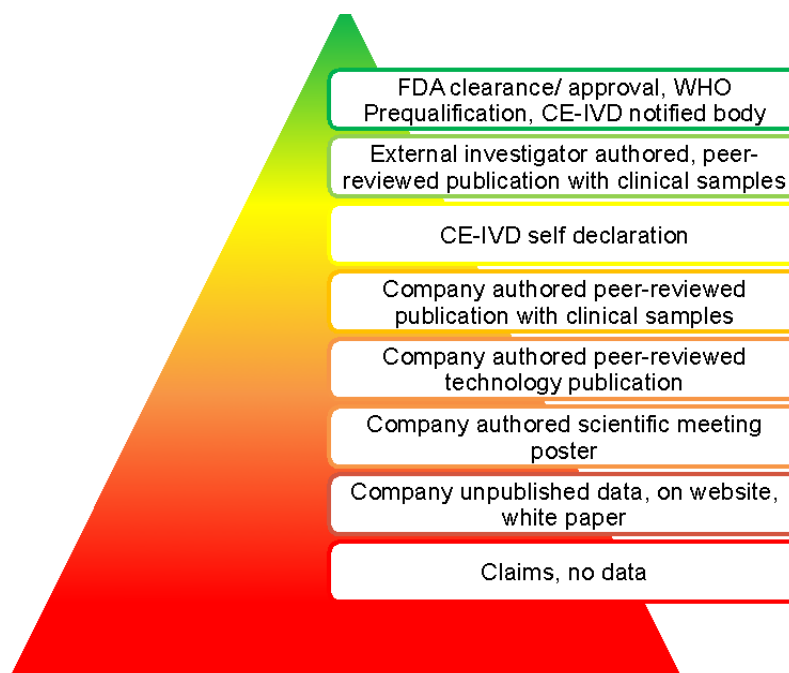 FDA clearance/ approval, WHO
Prequalification, CE-IVD notified body
External investigator authored, peer-
reviewed publication with clinical samples
CE-IVD self declaration
Company authored peer-reviewed
publication with clinical samples
Company authored peer-reviewed
technology publication
Company authored scientific meeting
poster
Company unpublished data, on website,
white paper
Claims, no data